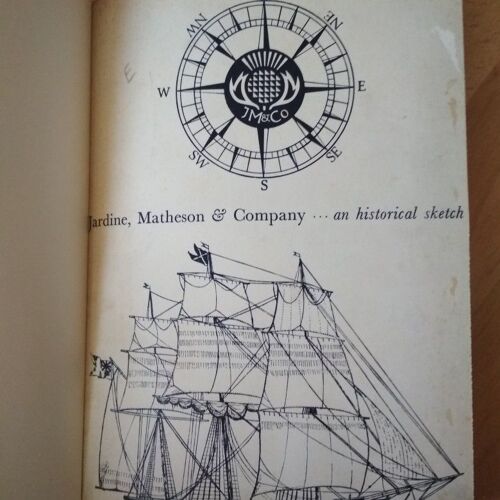 NW
NE
W
E
JM&Co
SW
SE
S
Jardine, Matheson & Company ... an historical sketch